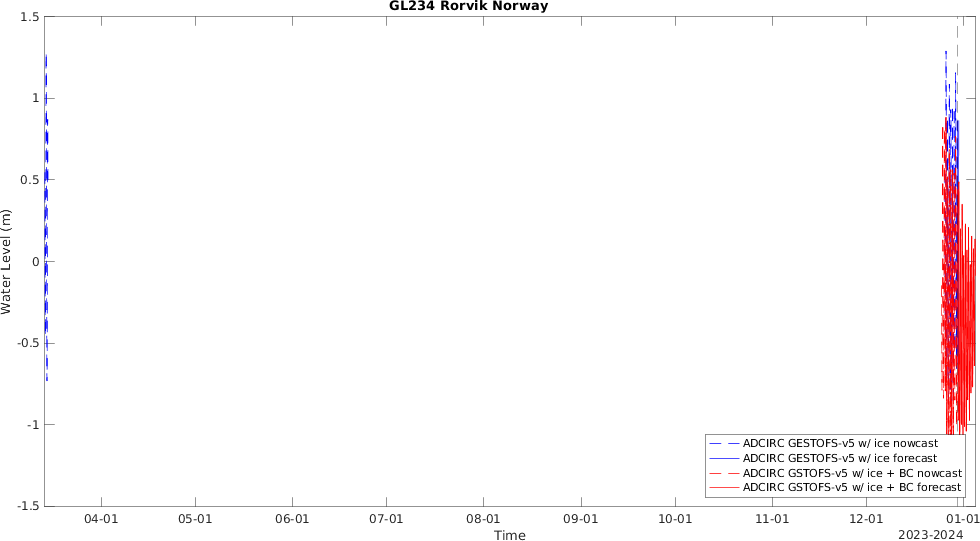 GL234 Rorvik Norway
1.5
1
0.5
0
-0.5
-1
-1.5
Water Level (m)
04-01 05-01 06-01 07-01 08-01 09-01 10-01 11-01 12-01 01-01
Time
2023-2024
ADCIRC GESTOFS-v5 w/ ice nowcast
ADCIRC GESTOFS-v5 w/ ice forecast
ADCIRC GSTOFS-v5 w/ ice + BC nowcast
ADCIRC GSTOFS-v5 w/ ice + BC forecast